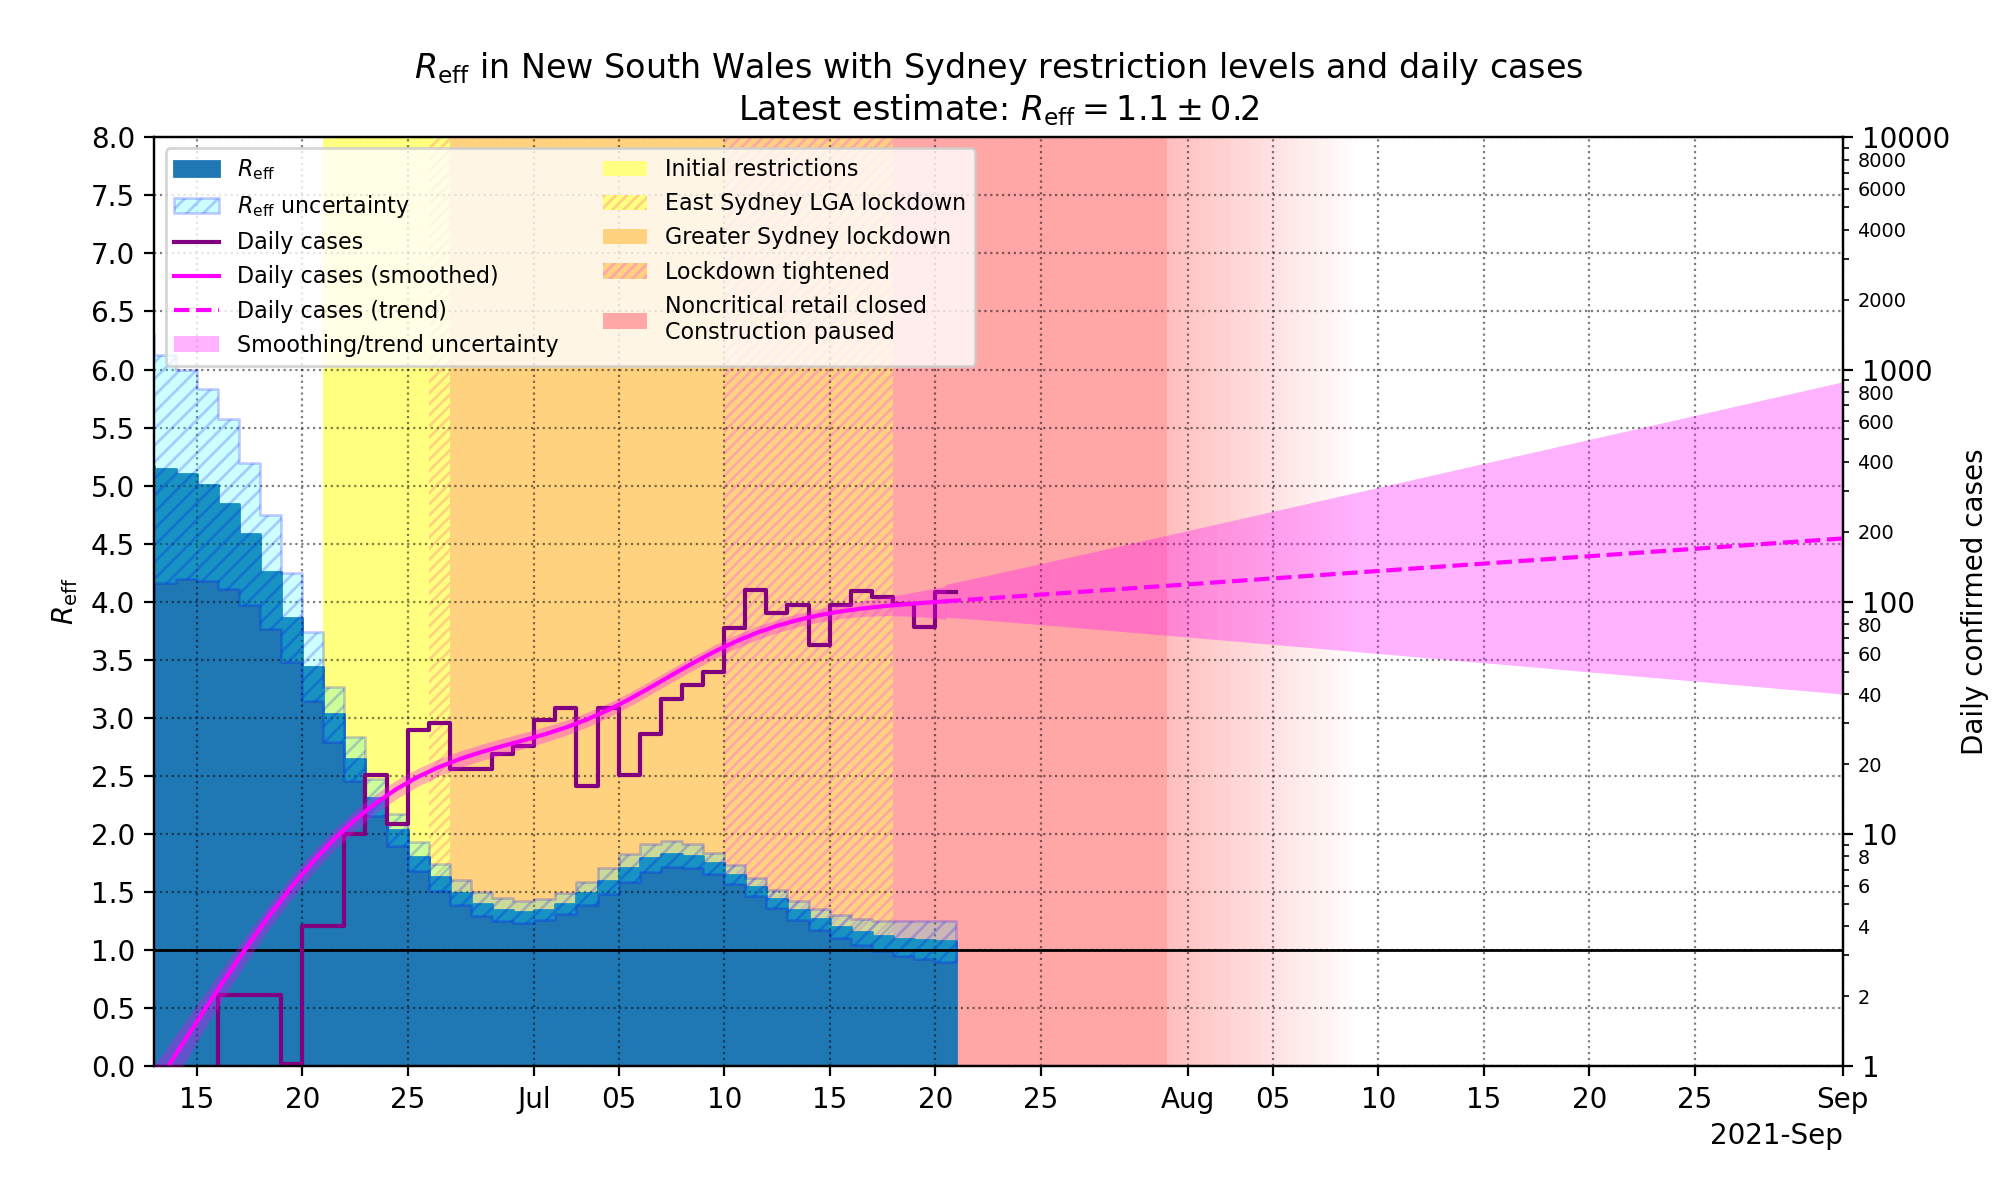 R_eff in New South Wales with Sydney restriction levels and daily cases
Latest estimate: R_eff = 1.1 ± 0.2
R_eff
R_eff uncertainty
Daily cases
Daily cases (smoothed)
Daily cases (trend)
Smoothing/trend uncertainty
Initial restrictions
East Sydney LGA lockdown
Greater Sydney lockdown
Lockdown tightened
Noncritical retail closed
Construction paused
8.0
7.5
7.0
6.5
6.0
5.5
5.0
4.5
4.0
3.5
3.0
2.5
2.0
1.5
1.0
0.5
0.0
R_eff
10000
8000
6000
4000
2000
1000
800
600
400
200
100
80
60
40
20
10
8
6
4
2
1
Daily confirmed cases
15 20 25 Jul 05 10 15 20 25 Aug 05 10 15 20 25 Sep
2021-Sep